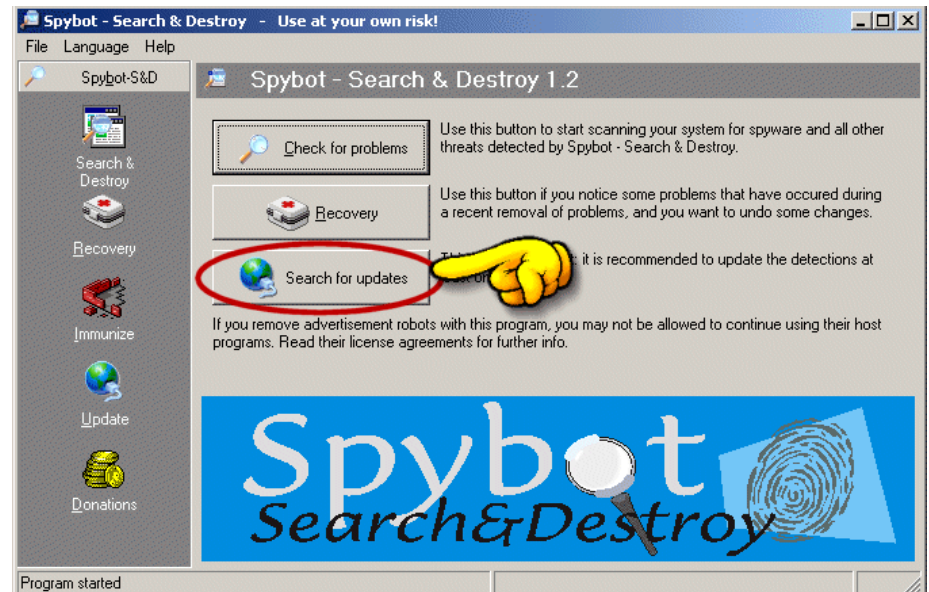 Spybot - Search & Destroy - Use at your own risk!
File Language Help
Spybot-S&D
Spybot - Search & Destroy 1.2
Search &
Destroy
Recovery
Immunize
Update
Donations
Check for problems
Use this button to start scanning your system for spyware and all other
threats detected by Spybot - Search & Destroy.
Recovery
Use this button if you notice some problems that have occured during
a recent removal of problems, and you want to undo some changes.
Search for updates
it is recommended to update the detections at
If you remove advertisement robots with this program, you may not be allowed to continue using their host
programs. Read their license agreements for further info.
Spybot
Search&Destroy
Program started